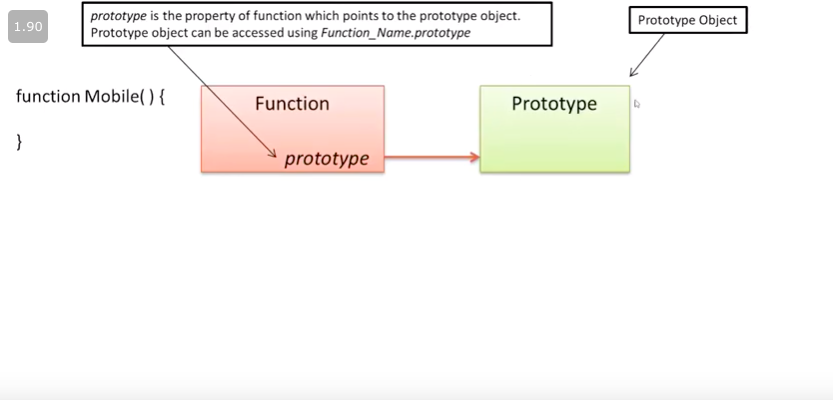 1.90
prototype is the property of function which points to the prototype object.
Prototype object can be accessed using Function_Name.prototype
Prototype Object
function Mobile( ) {
}
Function
prototype
Prototype